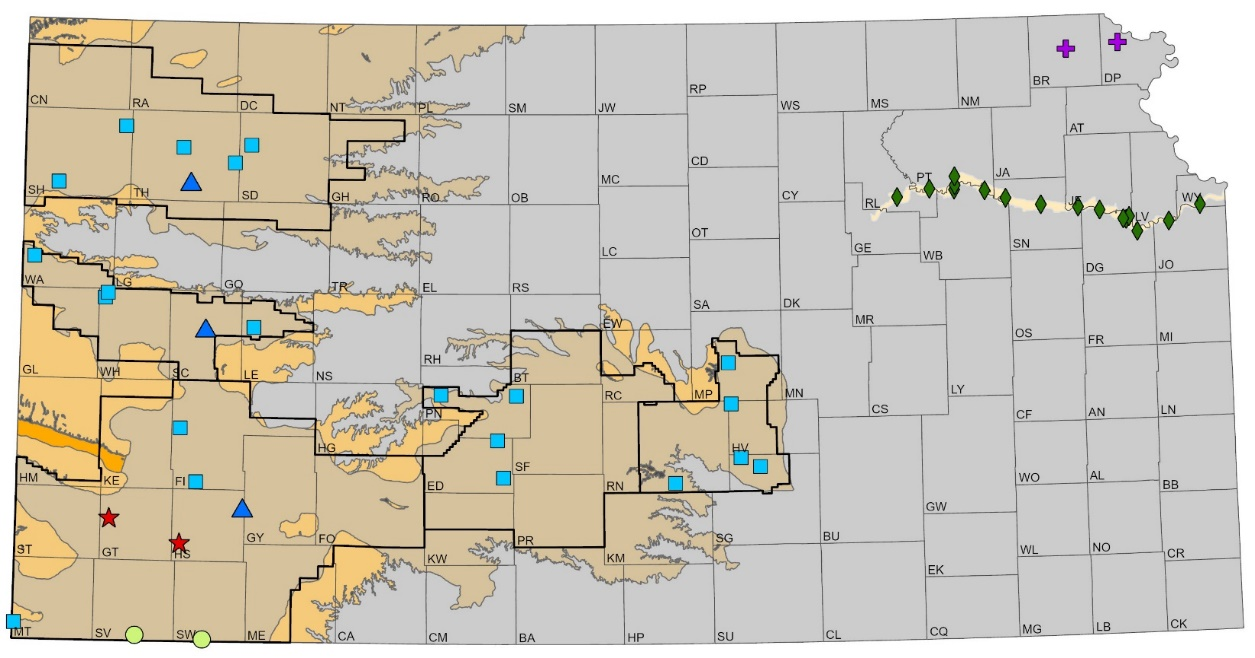 BR DP
RP
CN RA DC NT PL SM JW WS MS NM
AT
CD
MC
JA
PT
SH TH SD GH RO OB CY RL JF WY
LV
OT
GE SN
LC WB
DG JO
WA LG GO TR EL RS
SA DK
EW MR
OS FR MI
RH
GL WH SC LE NS BT
RC MP MN LY
CS CF AN LN
PN
HG HV
SF
HM KE FI ED RN WO AL BB
GW
ST GT HS GY FO PR SG BU
KW KM WL NO CR
EK
MT SV SW ME CA CM BA HP SU CL CQ MG LB CK